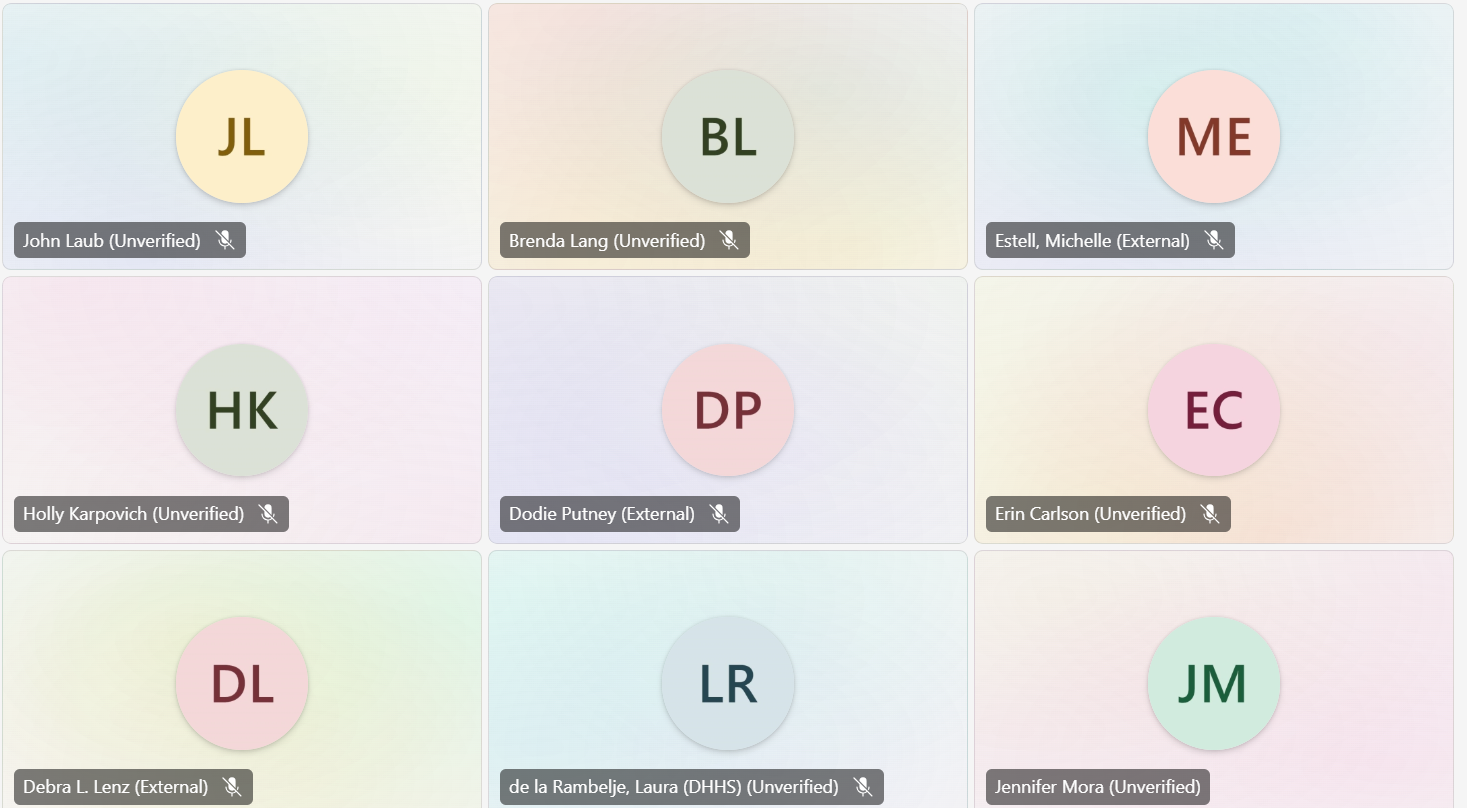 JL
BL
ME
John Laub (Unverified)
Brenda Lang (Unverified)
Estell, Michelle (External)
HK
DP
EC
Holly Karpovich (Unverified)
Dodie Putney (External)
Erin Carlson (Unverified)
DL
LR
JM
Debra L. Lenz (External)
de la Rambelje, Laura (DHHS) (Unverified)
Jennifer Mora (Unverified)